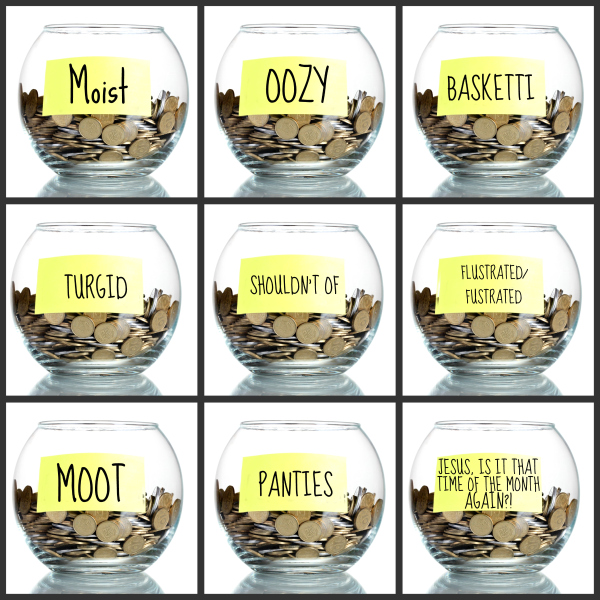 Moist
OOZY
BASKETTI
TURGID
SHOULDN'T OF
FLUSTRATED/
FUSTRATED
MOOT
PANTIES
JESUS, IS IT THAT
TIME OF THE MONTH
AGAIN?!